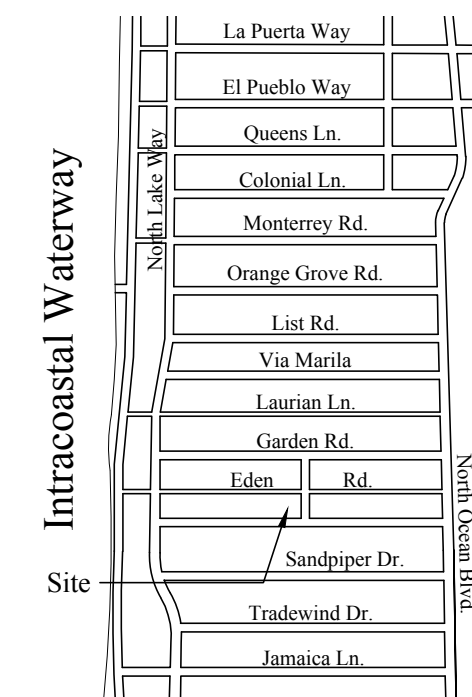 La Puerta Way
El Pueblo Way
Queens Ln.
North Lake Way
Colonial Ln.
Monterrey Rd.
Intracoastal Waterway
Orange Grove Rd.
List Rd.
Via Marila
Laurian Ln.
Garden Rd.
Eden Rd.
North Ocean Blvd.
Sandpiper Dr.
Site
Tradewind Dr.
Jamaica Ln.